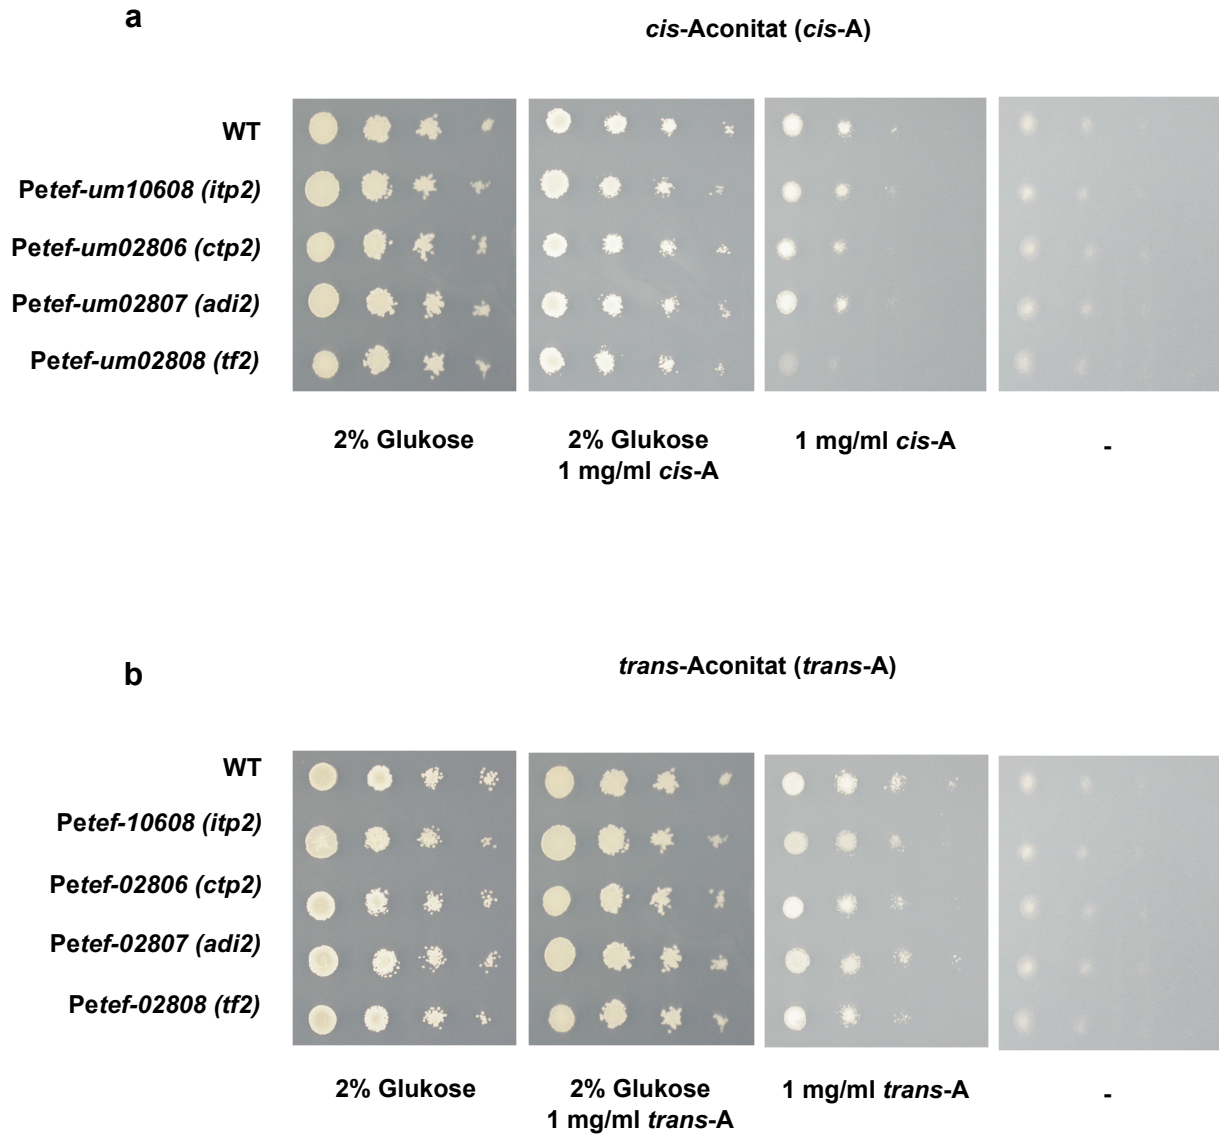 a
cis-Aconitat (cis-A)
WT
Petef-um10608 (itp2)
Petef-um02806 (ctp2)
Petef-um02807 (adi2)
Petef-um02808 (tf2)
2% Glukose
2% Glukose
1 mg/ml cis-A
1 mg/ml cis-A
-
b
trans-Aconitat (trans-A)
WT
Petef-10608 (itp2)
Petef-02806 (ctp2)
Petef-02807 (adi2)
Petef-02808 (tf2)
2% Glukose
2% Glukose
1 mg/ml trans-A
1 mg/ml trans-A
-